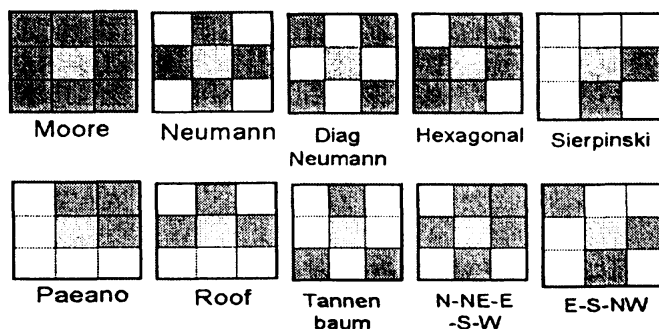 Moore
Neumann
Diag
Neumann
Hexagonal
Sierpinski
Paeano
Roof
Tannen
baum
N-NE-E
-S-W
E-S-NW